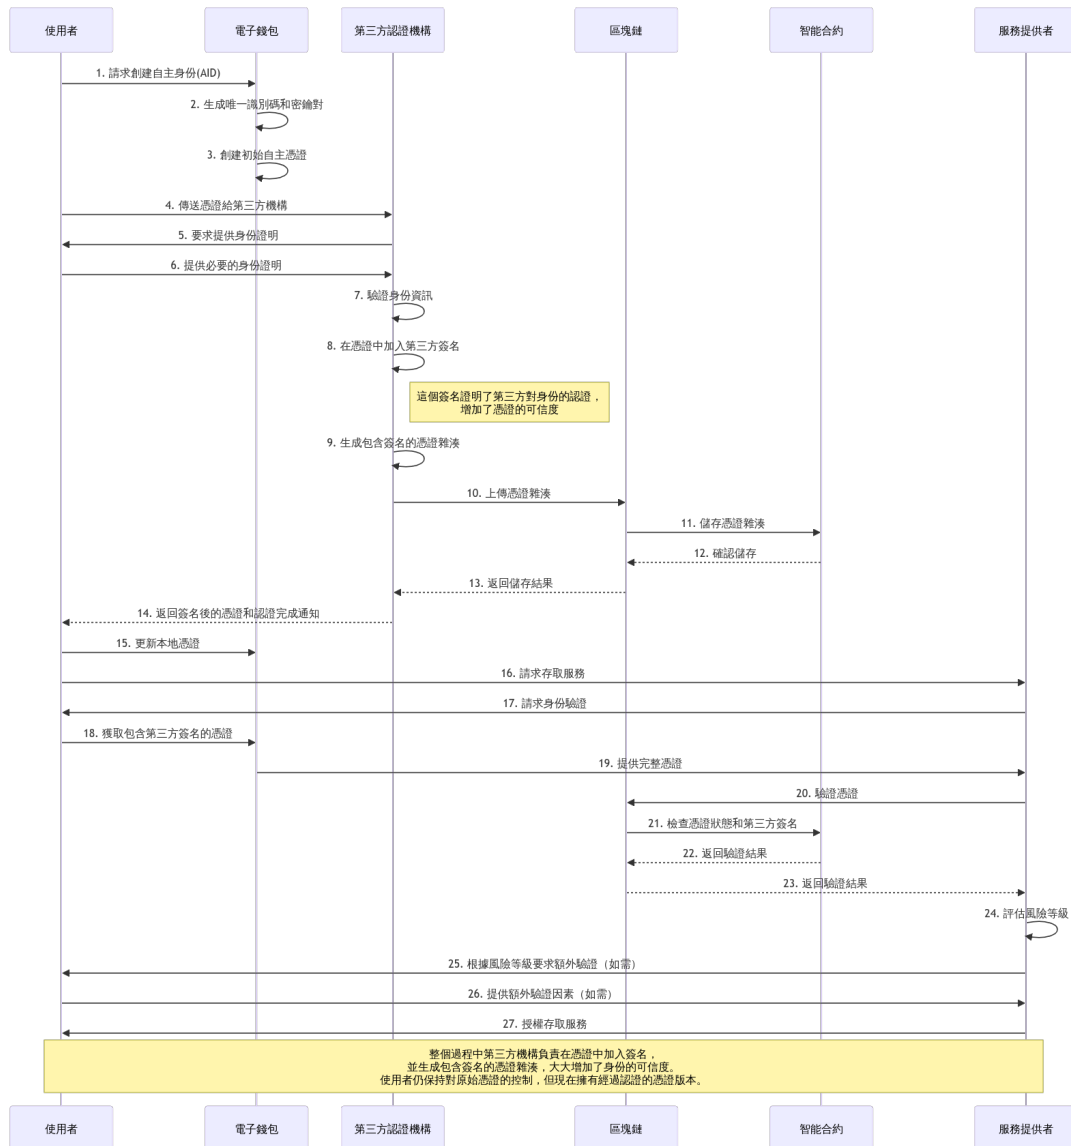 使用者
電子錢包
第三方認證機構
區塊鏈
智能合約
服務提供者
1. 請求創建自主身份(AID)
2. 生成唯一識別碼和密鑰對
3. 創建初始自主憑證
4. 傳送憑證給第三方機構
5. 要求提供身份證明
6. 提供必要的身份證明
7. 驗證身份資訊
8. 在憑證中加入第三方簽名
這個簽名證明了第三方對身份的認證，
增加了憑證的可信度
9. 生成包含簽名的憑證雜湊
10. 上傳憑證雜湊
11. 儲存憑證雜湊
12. 確認儲存
13. 返回儲存結果
14. 返回簽名後的憑證和認證完成通知
15. 更新本地憑證
16. 請求存取服務
17. 請求身份驗證
18. 獲取包含第三方簽名的憑證
19. 提供完整憑證
20. 驗證憑證
21. 檢查憑證狀態和第三方簽名
22. 返回驗證結果
23. 返回驗證結果
24. 評估風險等級
25. 根據風險等級要求額外驗證（如需）
26. 提供額外驗證因素（如需）
27. 授權存取服務
整個過程中第三方機構負責在憑證中加入簽名，
並生成包含簽名的憑證雜湊，大大增加了身份的可信度。
使用者仍保持對原始憑證的控制，但現在擁有經過認證的憑證版本。
使用者
電子錢包
第三方認證機構
區塊鏈
智能合約
服務提供者